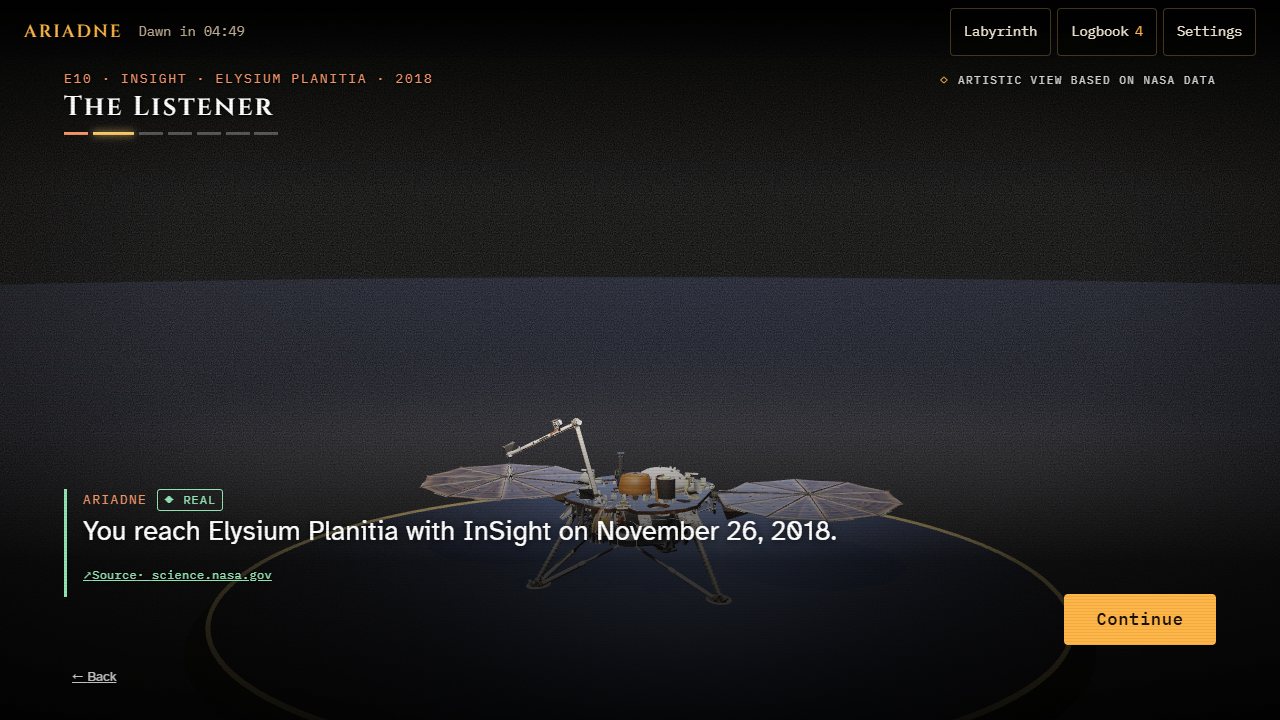 ARIADNE Dawn in 04:49 Labyrinth Logbook 4 Settings
E10 · INSIGHT · ELYSIUM PLANITIA · 2018
◇ ARTISTIC VIEW BASED ON NASA DATA
The Listener
ARIADNE ◆ REAL
You reach Elysium Planitia with InSight on November 26, 2018.
↗Source· science.nasa.gov
Continue
← Back